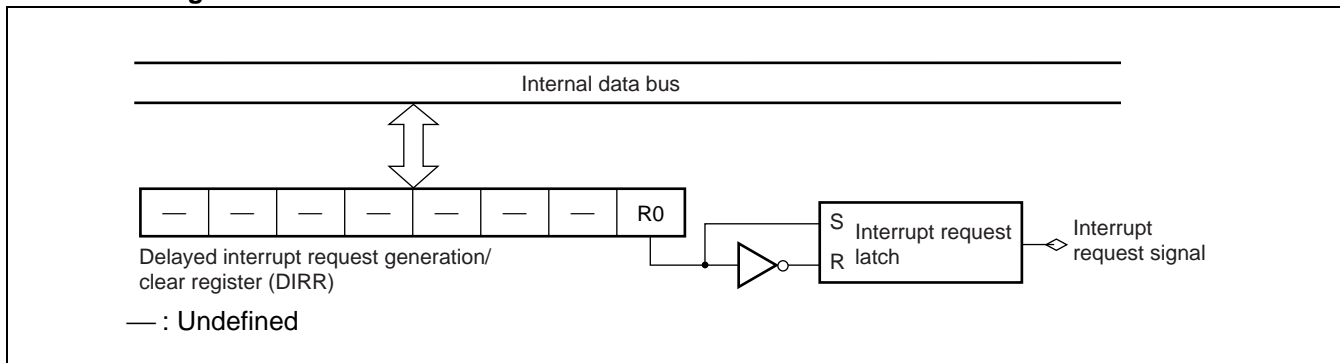 Internal data bus
— — — — — — — R0
Delayed interrupt request generation/
clear register (DIRR)
S
R
Interrupt request
latch
Interrupt
request signal
— : Undefined